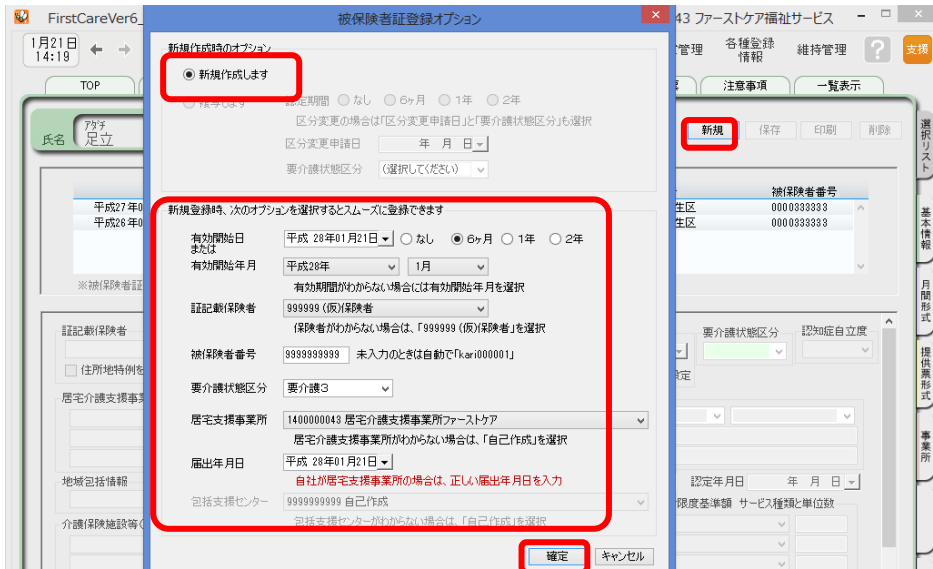 FirstCareVer6_
被保険者証登録オプション
43 ファーストケア福祉サービス
1月21日
14:19
管理
各種登録
情報
維持管理
?
支援
TOP
注意事項
一覧表示
新規作成時のオプション
新規作成します
認定期間 なし 6ヶ月 1年 2年
区分変更の場合は「区分変更申請日」と「要介護状態区分」も選択
区分変更申請日 年 月 日
要介護状態区分 (選択してください)
氏名
アダチ
足立
新規 保存 印刷 削除
選択リスト
基本情報
月間形式
提供票形式
事業所
被保険者番号
平成27年0
生区 0000333333
平成26年0
生区 0000333333
※被保険者証
新規登録時、次のオプションを選択するとスムーズに登録できます
有効開始日 平成 28年01月21日 なし 6ヶ月 1年 2年
または
有効開始年月 平成28年 1月
有効期間がわからない場合には有効開始年月を選択
証記載保険者 999999 (仮)保険者
保険者がわからない場合は、「999999 (仮)保険者」を選択
被保険者番号 9999999999 未入力のときは自動で「kari000001」
要介護状態区分 要介護3
居宅支援事業所 1400000043 居宅介護支援事業所ファーストケア
居宅介護支援事業所がわからない場合は、「自己作成」を選択
届出年月日 平成 28年01月21日
自社が居宅支援事業所の場合は、正しい届出年月日を入力
包括支援センター 9999999999 自己作成
包括支援センターがわからない場合は、「自己作成」を選択
確定 キャンセル
証記載保険者
住所地特例を
居宅介護支援事業
地域包括情報
介護保険施設等
要介護状態区分
認知症自立度
定
認定年月日 年 月 日
限度基準額 サービス種類と単位数